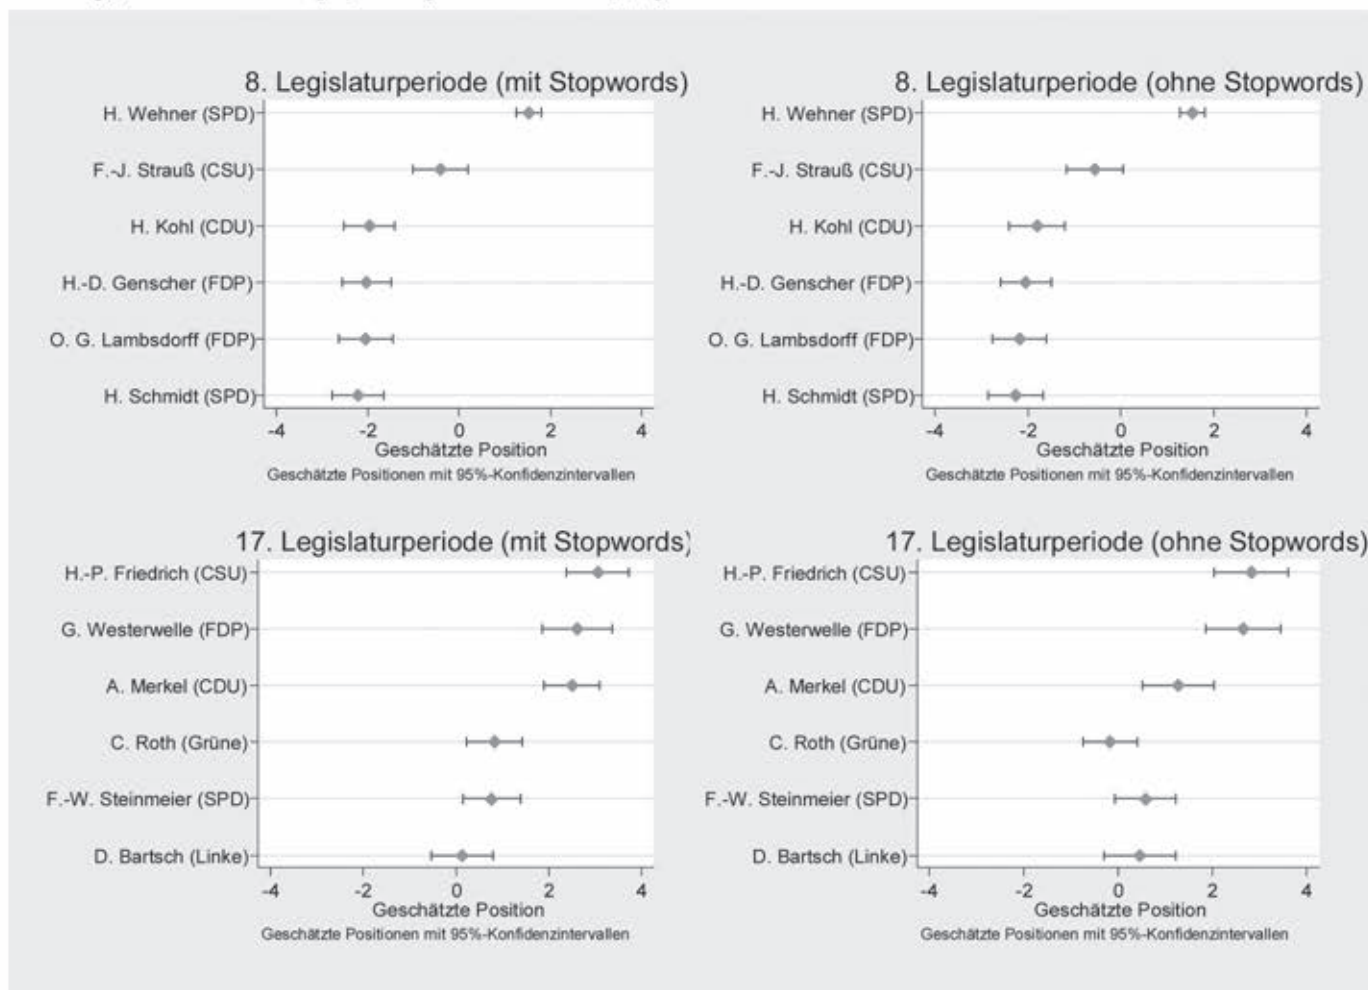 8. Legislaturperiode (mit Stopwords)
H. Wehner (SPD)
F.-J. Strauß (CSU)
H. Kohl (CDU)
H.-D. Genscher (FDP)
O. G. Lambsdorff (FDP)
H. Schmidt (SPD)
-4 -2 0 2 4
Geschätzte Position
Geschätzte Positionen mit 95%-Konfidenzintervallen
8. Legislaturperiode (ohne Stopwords)
H. Wehner (SPD)
F.-J. Strauß (CSU)
H. Kohl (CDU)
H.-D. Genscher (FDP)
O. G. Lambsdorff (FDP)
H. Schmidt (SPD)
-4 -2 0 2 4
Geschätzte Position
Geschätzte Positionen mit 95%-Konfidenzintervallen
17. Legislaturperiode (mit Stopwords)
H.-P. Friedrich (CSU)
G. Westerwelle (FDP)
A. Merkel (CDU)
C. Roth (Grüne)
F.-W. Steinmeier (SPD)
D. Bartsch (Linke)
-4 -2 0 2 4
Geschätzte Position
Geschätzte Positionen mit 95%-Konfidenzintervallen
17. Legislaturperiode (ohne Stopwords)
H.-P. Friedrich (CSU)
G. Westerwelle (FDP)
A. Merkel (CDU)
C. Roth (Grüne)
F.-W. Steinmeier (SPD)
D. Bartsch (Linke)
-4 -2 0 2 4
Geschätzte Position
Geschätzte Positionen mit 95%-Konfidenzintervallen